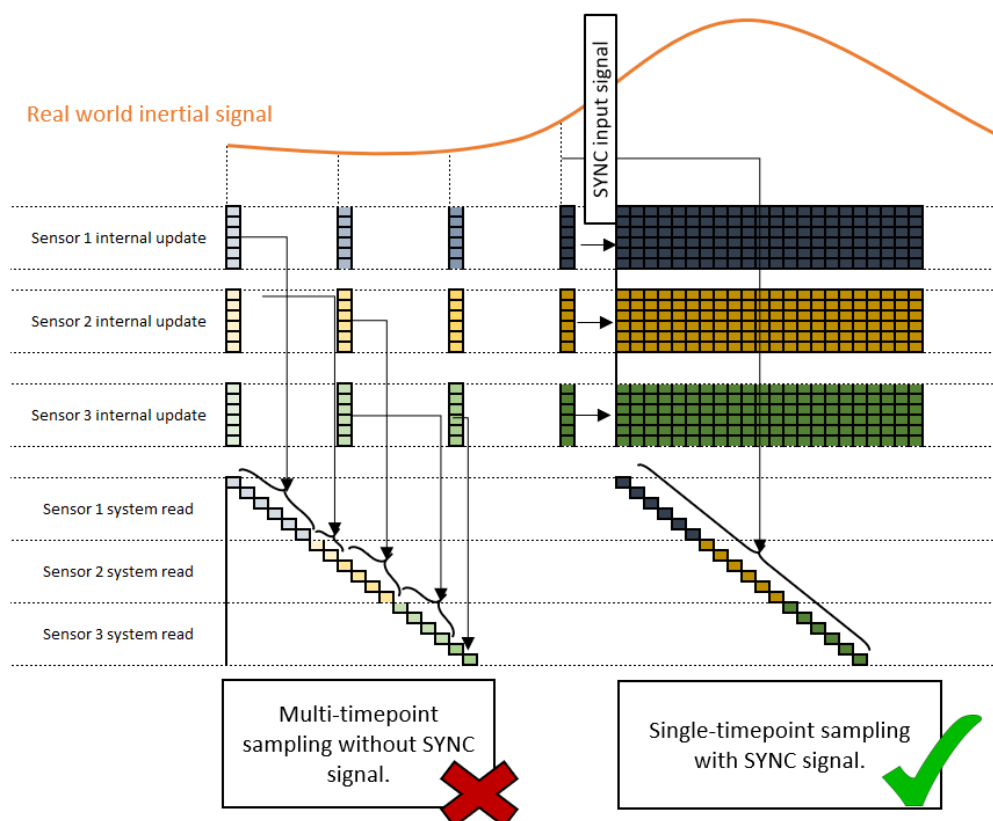 Real world inertial signal
SYNC input signal
Sensor 1 internal update
Sensor 2 internal update
Sensor 3 internal update
Sensor 1 system read
Sensor 2 system read
Sensor 3 system read
Multi-timepoint
sampling without SYNC
signal.
Single-timepoint sampling
with SYNC signal.